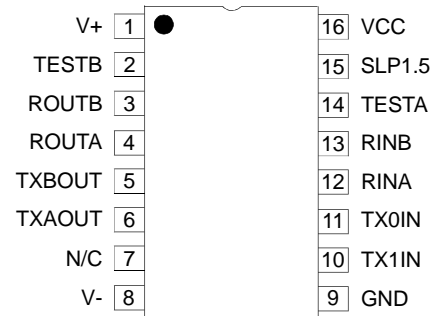 V+ 1 16 VCC
TESTB 2 15 SLP1.5
ROUTB 3 14 TESTA
ROUTA 4 13 RINB
TXBOUT 5 12 RINA
TXAOUT 6 11 TX0IN
N/C 7 10 TX1IN
V- 8 9 GND